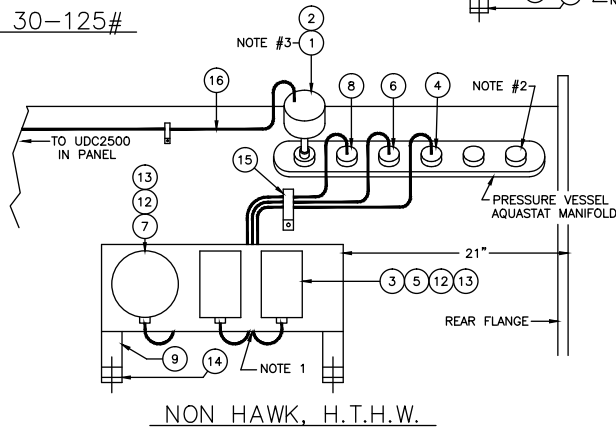 30-125#
2
NOTE #3
1
16
8
6
4
NOTE #2
TO UDC2500
IN PANEL
15
13
12
7
PRESSURE VESSEL
AQUASTAT MANIFOLD
21"
3 5 12 13
REAR FLANGE
9
14
NOTE 1
NON HAWK, H.T.H.W.